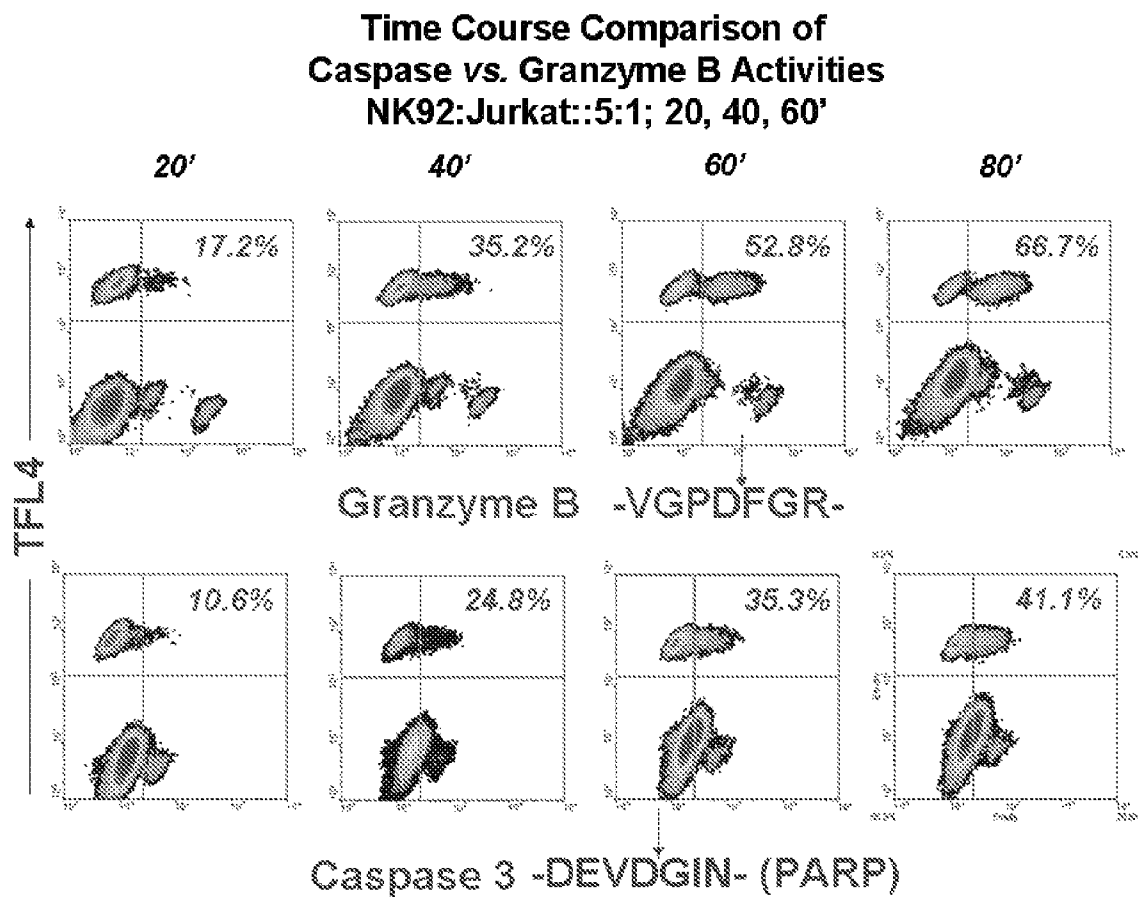 Time Course Comparison of
Caspase vs. Granzyme B Activities
NK92:Jurkat::5:1; 20, 40, 60'
20' 40' 60' 80'
17.2% 35.2% 52.8% 66.7%
TFL4
Granzyme B -VGPDFGR-
10.6% 24.8% 35.3% 41.1%
Caspase 3 -DEVDGIN- (PARP)